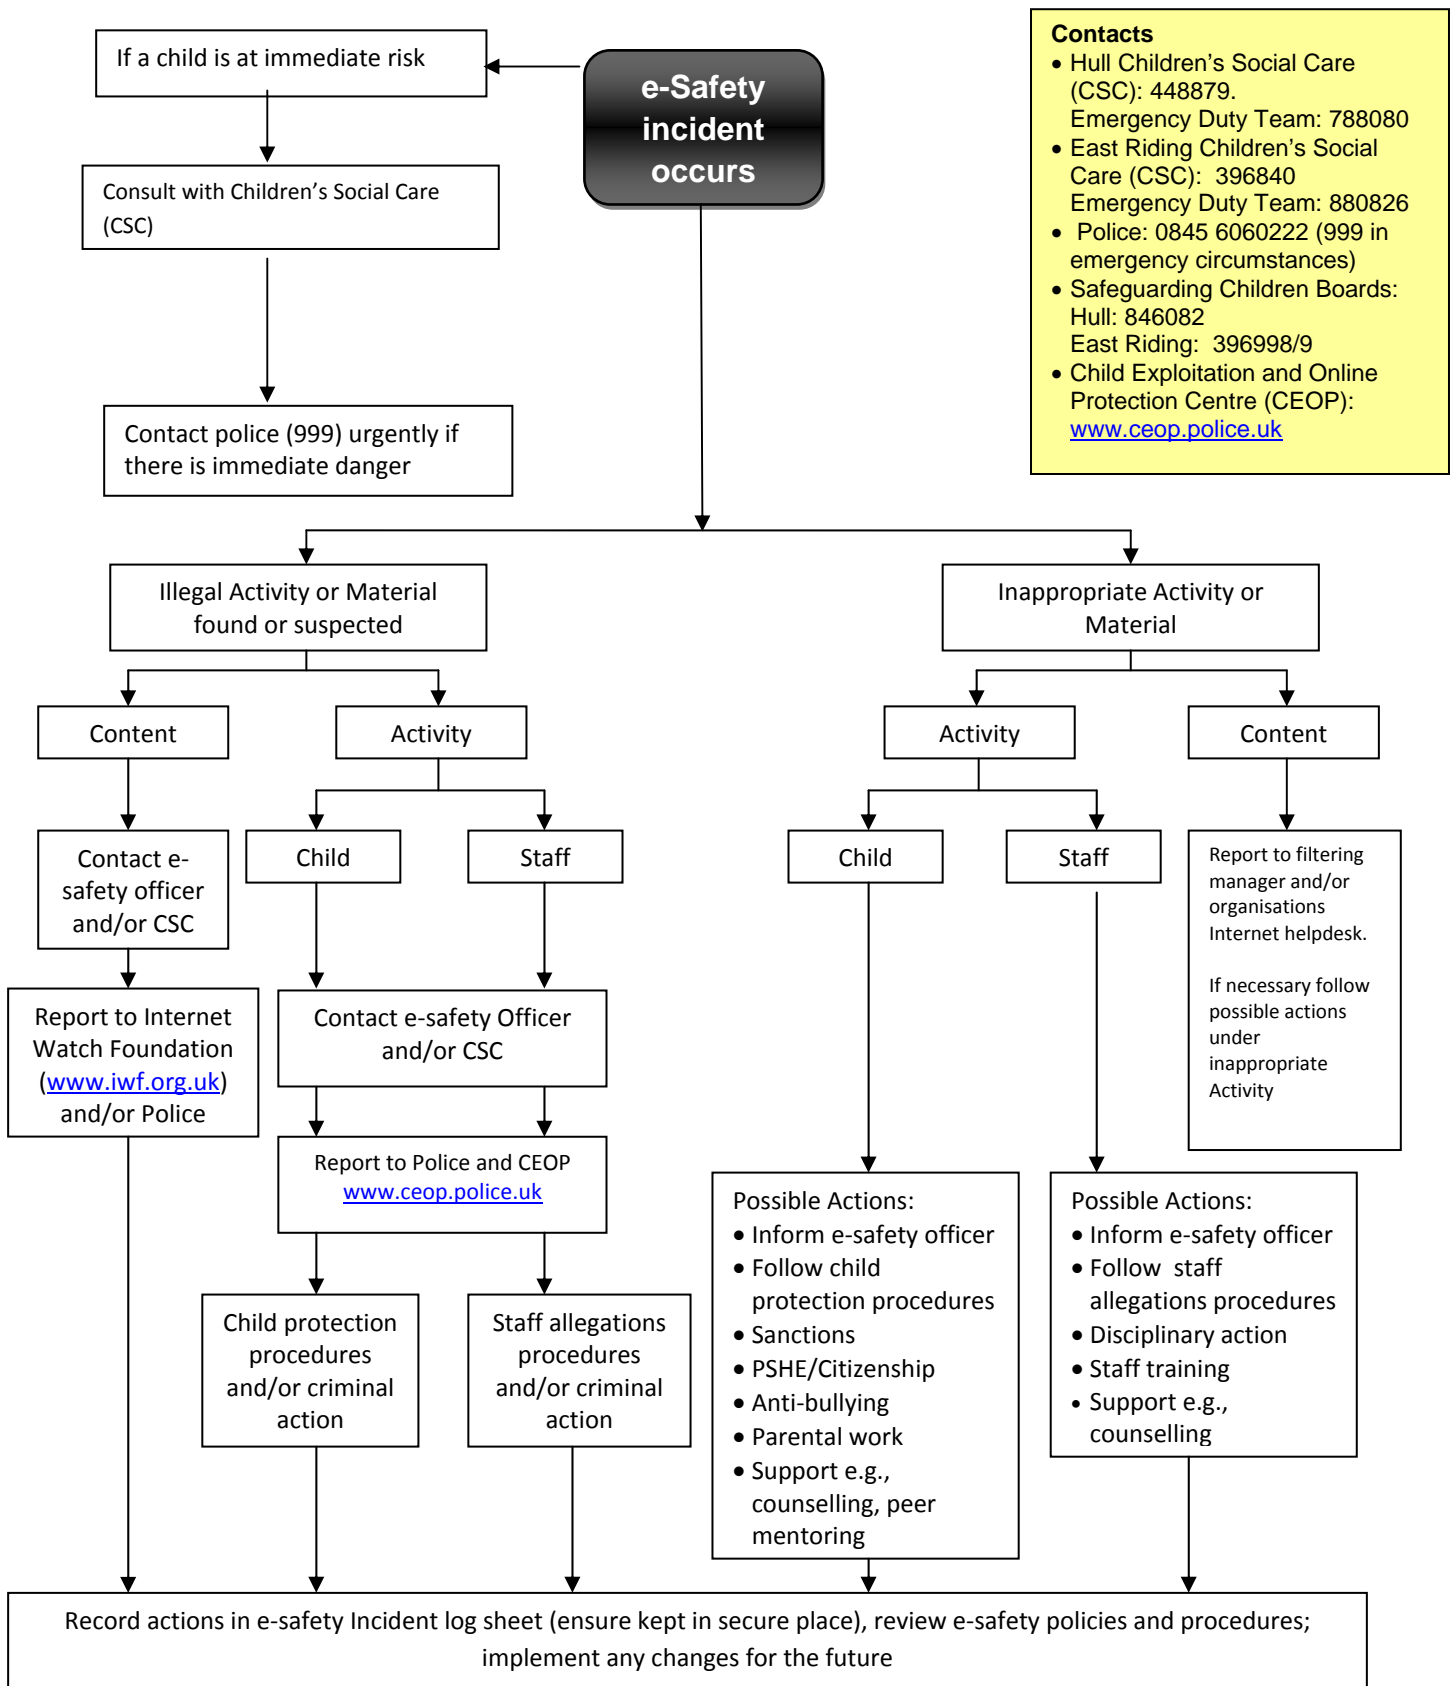 If a child is at immediate risk
e-Safety
incident
occurs
Contacts
• Hull Children’s Social Care
(CSC): 448879.
Emergency Duty Team: 788080
• East Riding Children’s Social
Care (CSC): 396840
Emergency Duty Team: 880826
• Police: 0845 6060222 (999 in
emergency circumstances)
• Safeguarding Children Boards:
Hull: 846082
East Riding: 396998/9
• Child Exploitation and Online
Protection Centre (CEOP):
www.ceop.police.uk
Consult with Children’s Social Care
(CSC)
Contact police (999) urgently if
there is immediate danger
Illegal Activity or Material
found or suspected
Inappropriate Activity or
Material
Content
Activity
Activity
Content
Contact e-
safety officer
and/or CSC
Child
Staff
Child
Staff
Report to filtering
manager and/or
organisations
Internet helpdesk.
If necessary follow
possible actions
under
inappropriate
Activity
Report to Internet
Watch Foundation
(www.iwf.org.uk)
and/or Police
Contact e-safety Officer
and/or CSC
Report to Police and CEOP
www.ceop.police.uk
Child protection
procedures
and/or criminal
action
Staff allegations
procedures
and/or criminal
action
Possible Actions:
• Inform e-safety officer
• Follow child
protection procedures
• Sanctions
• PSHE/Citizenship
• Anti-bullying
• Parental work
• Support e.g.,
counselling, peer
mentoring
Possible Actions:
• Inform e-safety officer
• Follow staff
allegations procedures
• Disciplinary action
• Staff training
• Support e.g.,
counselling
Record actions in e-safety Incident log sheet (ensure kept in secure place), review e-safety policies and procedures;
implement any changes for the future